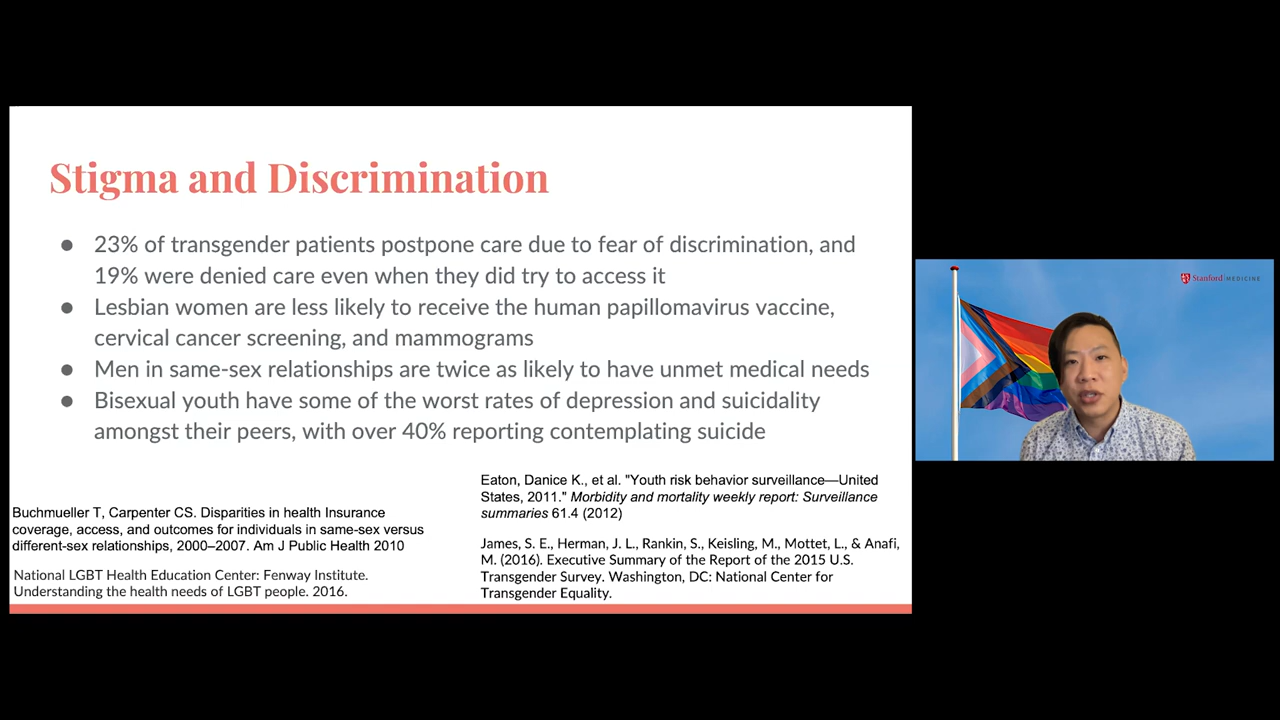 Stigma and Discrimination
● 23% of transgender patients postpone care due to fear of discrimination, and
19% were denied care even when they did try to access it
● Lesbian women are less likely to receive the human papillomavirus vaccine,
cervical cancer screening, and mammograms
● Men in same-sex relationships are twice as likely to have unmet medical needs
● Bisexual youth have some of the worst rates of depression and suicidality
amongst their peers, with over 40% reporting contemplating suicide
Buchmueller T, Carpenter CS. Disparities in health Insurance
coverage, access, and outcomes for individuals in same-sex versus
different-sex relationships, 2000–2007. Am J Public Health 2010
National LGBT Health Education Center: Fenway Institute.
Understanding the health needs of LGBT people. 2016.
Eaton, Danice K., et al. "Youth risk behavior surveillance—United
States, 2011." Morbidity and mortality weekly report: Surveillance
summaries 61.4 (2012)
James, S. E., Herman, J. L., Rankin, S., Keisling, M., Mottet, L., & Anafi,
M. (2016). Executive Summary of the Report of the 2015 U.S.
Transgender Survey. Washington, DC: National Center for
Transgender Equality.
Stanford MEDICINE